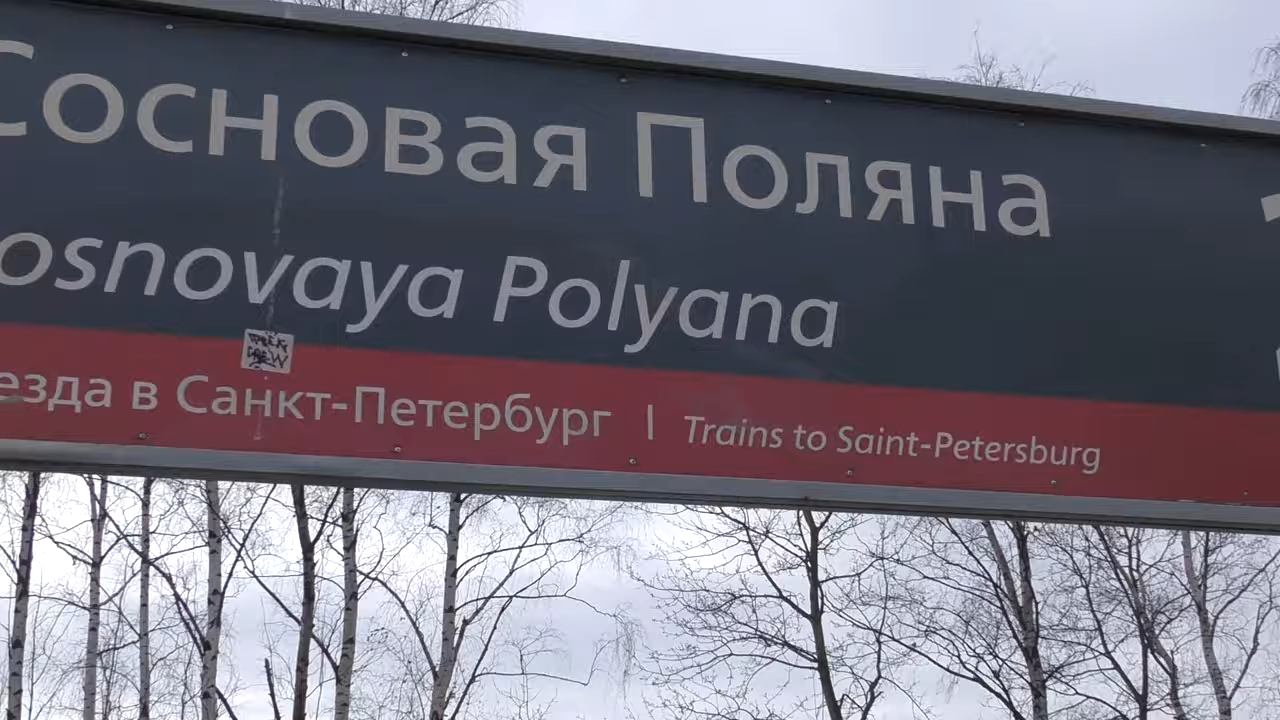 Сосновая Поляна
osnovaya Polyana
езда в Санкт-Петербург | Trains to Saint-Petersburg